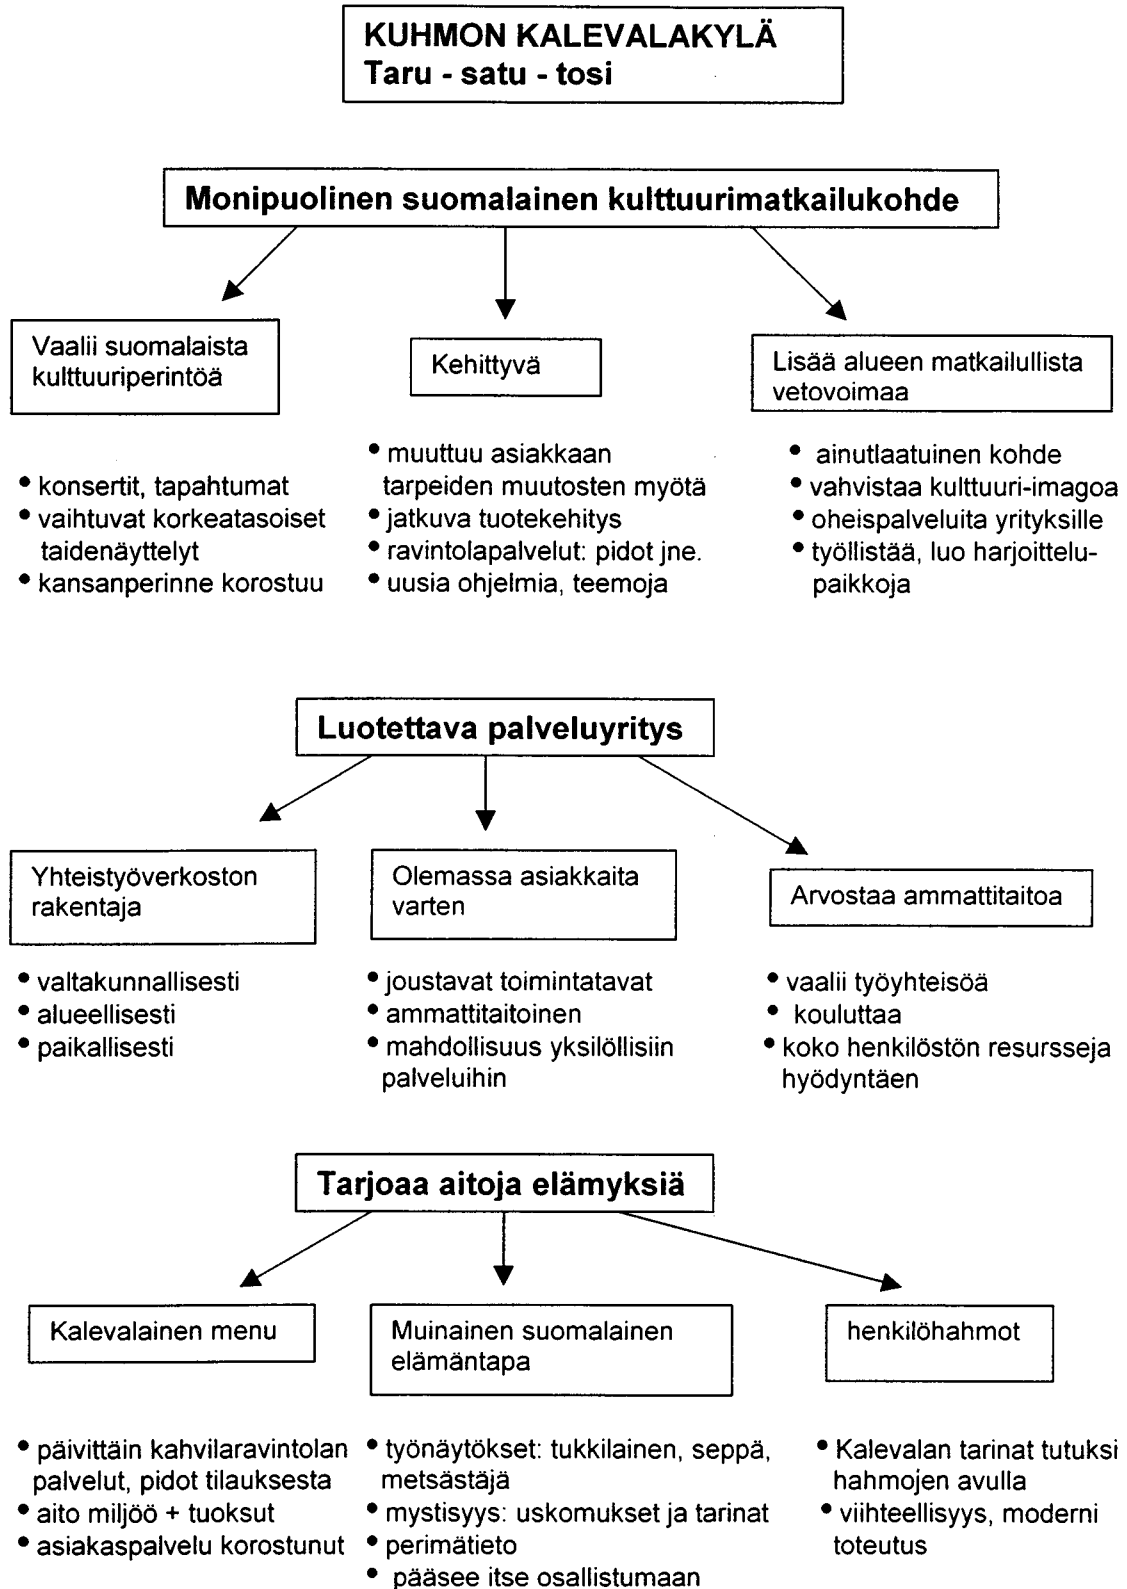 KUHMON KALEVALAKYLÄ
Taru - satu - tosi
Monipuolinen suomalainen kulttuurimatkailukohde
Vaalii suomalaista
kulttuuriperintöä
• konsertit, tapahtumat
• vaihtuvat korkeatasoiset
taidenäyttelyt
• kansanperinne korostuu
Kehittyvä
• muuttuu asiakkaan
tarpeiden muutosten myötä
• jatkuva tuotekehitys
• ravintolapalvelut: pidot jne.
• uusia ohjelmia, teemoja
Lisää alueen matkailullista
vetovoimaa
• ainutlaatuinen kohde
• vahvistaa kulttuuri-imagoa
• oheispalveluita yrityksille
• työllistää, luo harjoittelu-
paikkoja
Luotettava palveluyritys
Yhteistyöverkoston
rakentaja
• valtakunnallisesti
• alueellisesti
• paikallisesti
Olemassa asiakkaita
varten
• joustavat toimintatavat
• ammattitaitoinen
• mahdollisuus yksilöllisiin
palveluihin
Arvostaa ammattitaitoa
• vaalii työyhteisöä
• kouluttaa
• koko henkilöstön resursseja
hyödyntäen
Tarjoaa aitoja elämyksiä
Kalevalainen menu
• päivittäin kahvilaravintolan
palvelut, pidot tilauksesta
• aito miljöö + tuoksut
• asiakaspalvelu korostunut
Muinainen suomalainen
elämäntapa
• työnäytökset: tukkilainen, seppä,
metsästäjä
• mystisyys: uskomukset ja tarinat
• perimätieto
• pääsee itse osallistumaan
henkilöhahmot
• Kalevalan tarinat tutuksi
hahmojen avulla
• viihteellisyys, moderni
toteutus